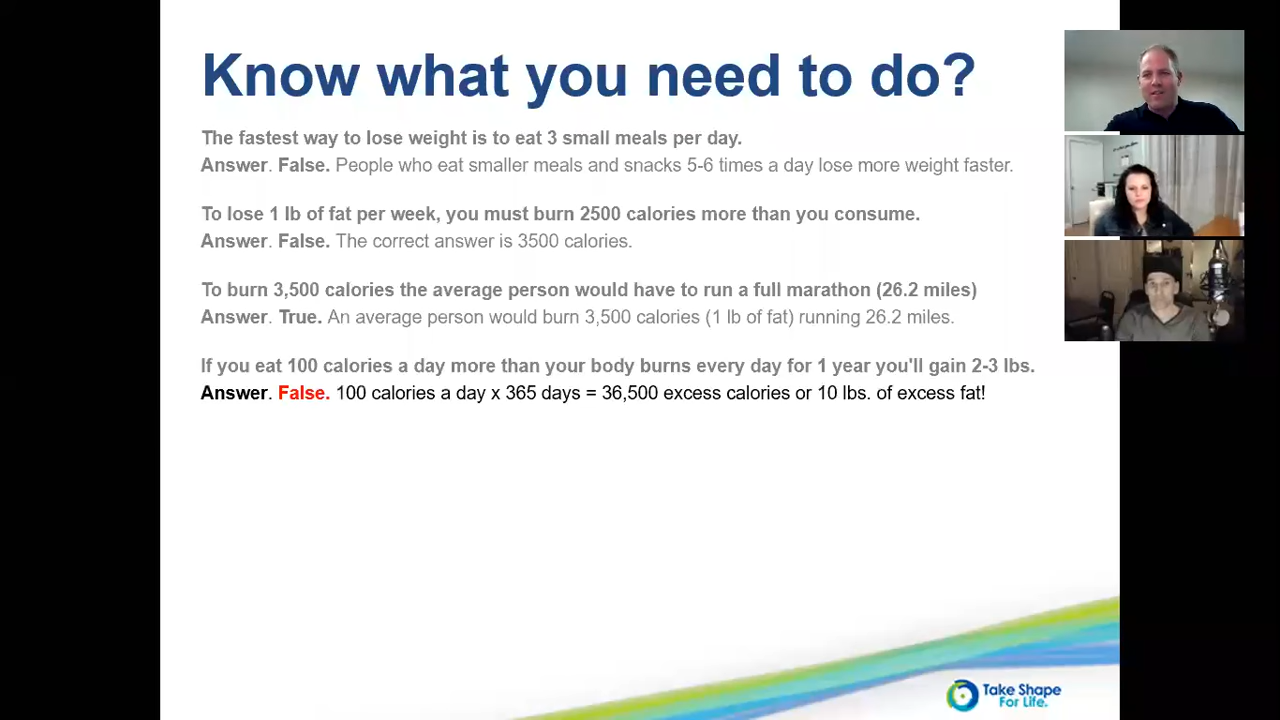 Know what you need to do?
The fastest way to lose weight is to eat 3 small meals per day.
Answer. False. People who eat smaller meals and snacks 5-6 times a day lose more weight faster.
To lose 1 lb of fat per week, you must burn 2500 calories more than you consume.
Answer. False. The correct answer is 3500 calories.
To burn 3,500 calories the average person would have to run a full marathon (26.2 miles)
Answer. True. An average person would burn 3,500 calories (1 lb of fat) running 26.2 miles.
If you eat 100 calories a day more than your body burns every day for 1 year you'll gain 2-3 lbs.
Answer. False. 100 calories a day x 365 days = 36,500 excess calories or 10 lbs. of excess fat!
Take Shape
For Life.